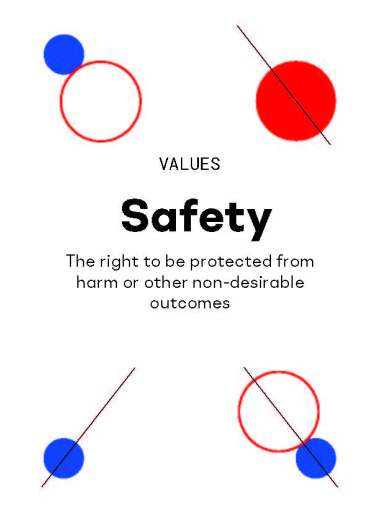 VALUES
Safety
The right to be protected from
harm or other non-desirable
outcomes